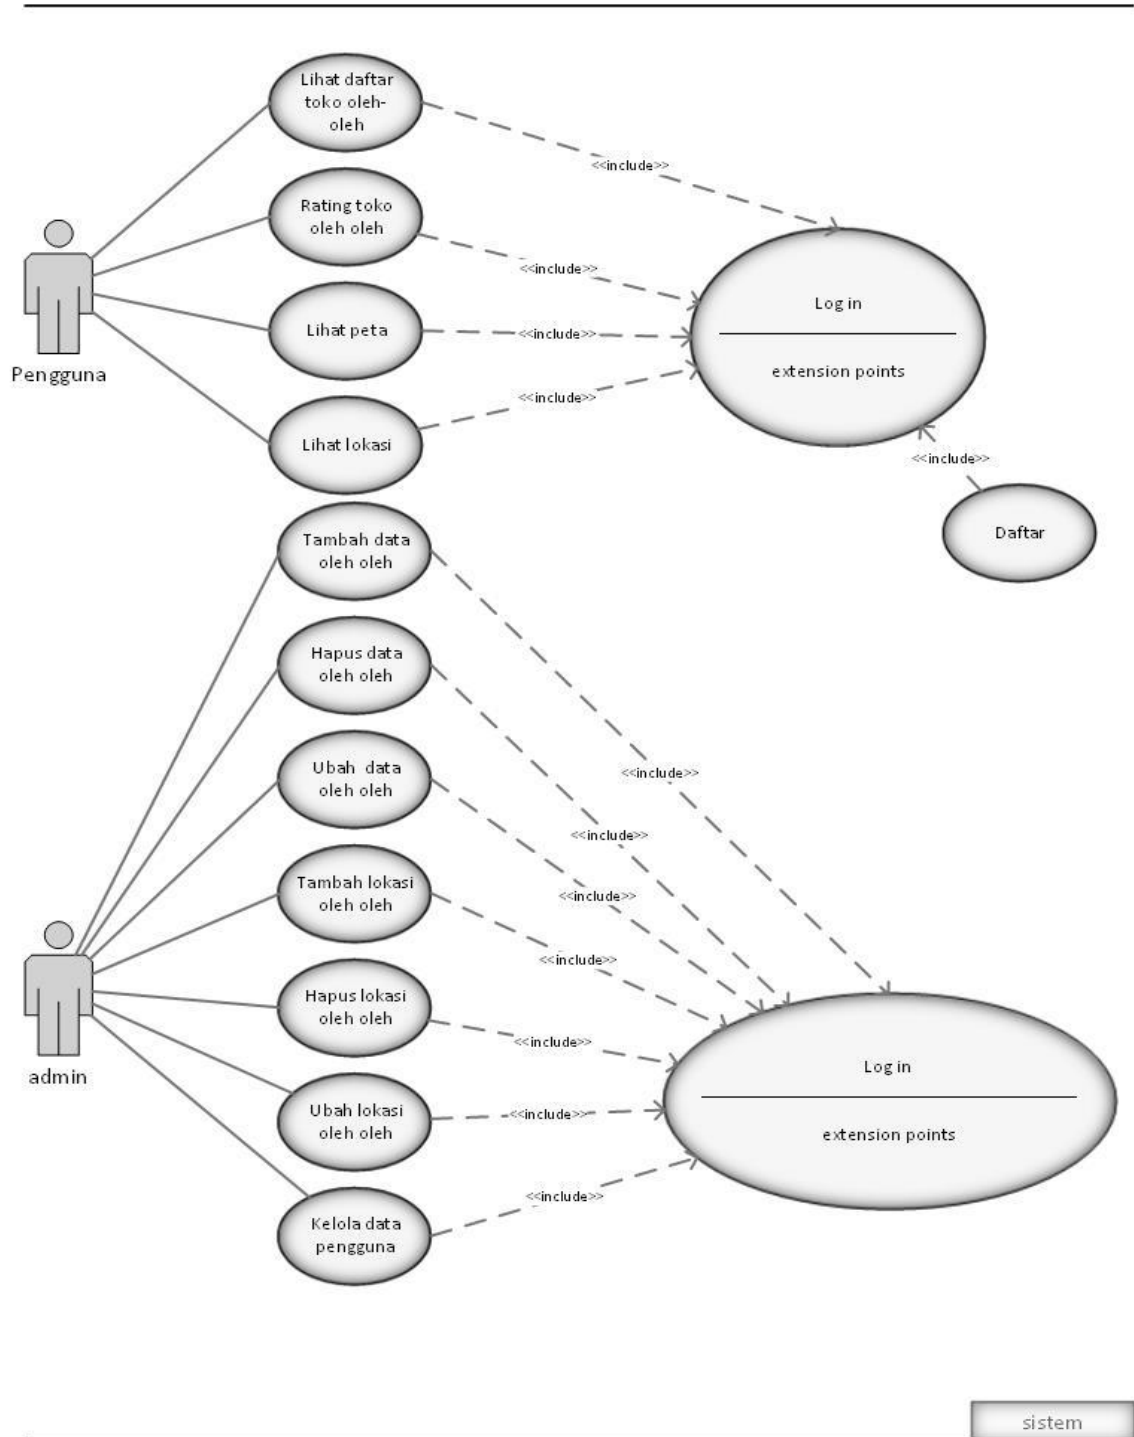 Lihat daftar
toko oleh-
oleh
<<include>>
Rating toko
oleh oleh
<<include>>
Log in
Lihat peta
<<include>>
extension points
Pengguna
<<include>>
Lihat lokasi
<<include>>
Daftar
Tambah data
oleh oleh
Hapus data
oleh oleh
Ubah data
oleh oleh
<<include>>
<<include>>
Tambah lokasi
oleh oleh
<<include>>
<<include>>
Hapus lokasi
oleh oleh
<<include>>
admin
Log in
Ubah lokasi
oleh oleh
<<include>>
extension points
Kelola data
pengguna
<<include>>
sistem